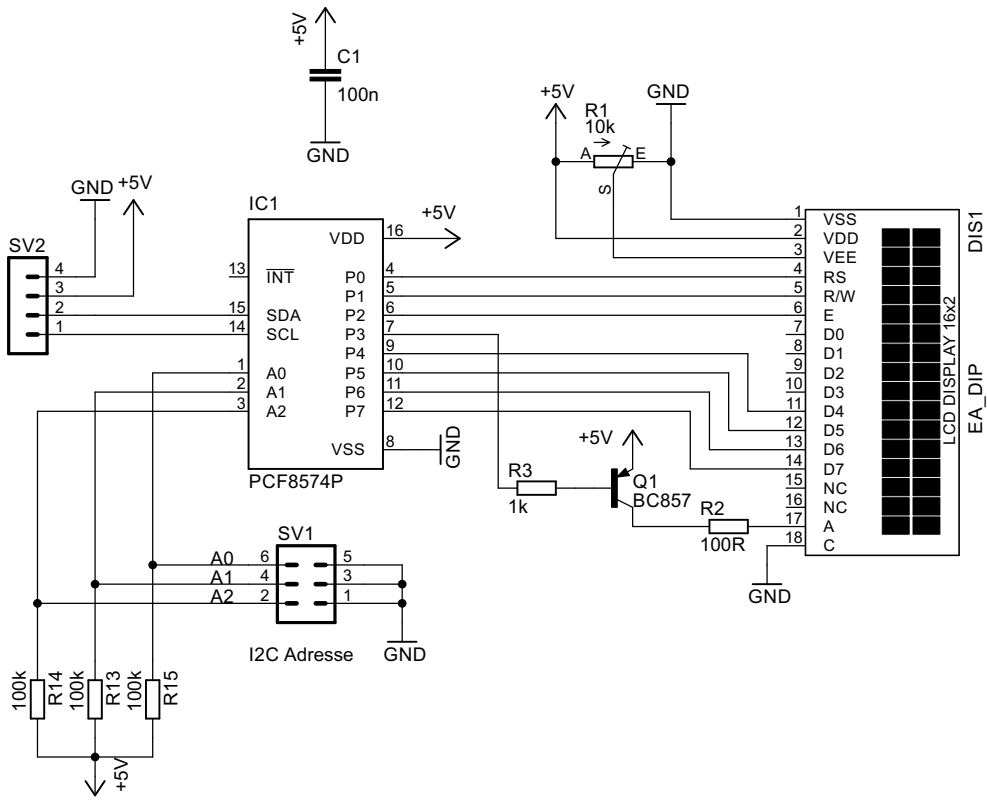 +5V
C1
100n
GND
+5V
R1
10k
A
E
S
GND
GND
+5V
SV2
4
3
2
1
IC1
VDD 16 +5V
13 INT
15 SDA
14 SCL
1 A0
2 A1
3 A2
P0 4
P1 5
P2 6
P3 7
P4 9
P5 10
P6 11
P7 12
VSS 8 GND
PCF8574P
1 VSS
2 VDD
3 VEE
4 RS
5 R/W
6 E
7 D0
8 D1
9 D2
10 D3
11 D4
12 D5
13 D6
14 D7
15 NC
16 NC
17 A
18 C
LCD DISPLAY 16x2
DIS1
EA_DIP
+5V
R3
1k
Q1
BC857
R2
100R
GND
SV1
A0 6 5
A1 4 3
A2 2 1
I2C Adresse
GND
100k
R14
100k
R13
100k
R15
+5V